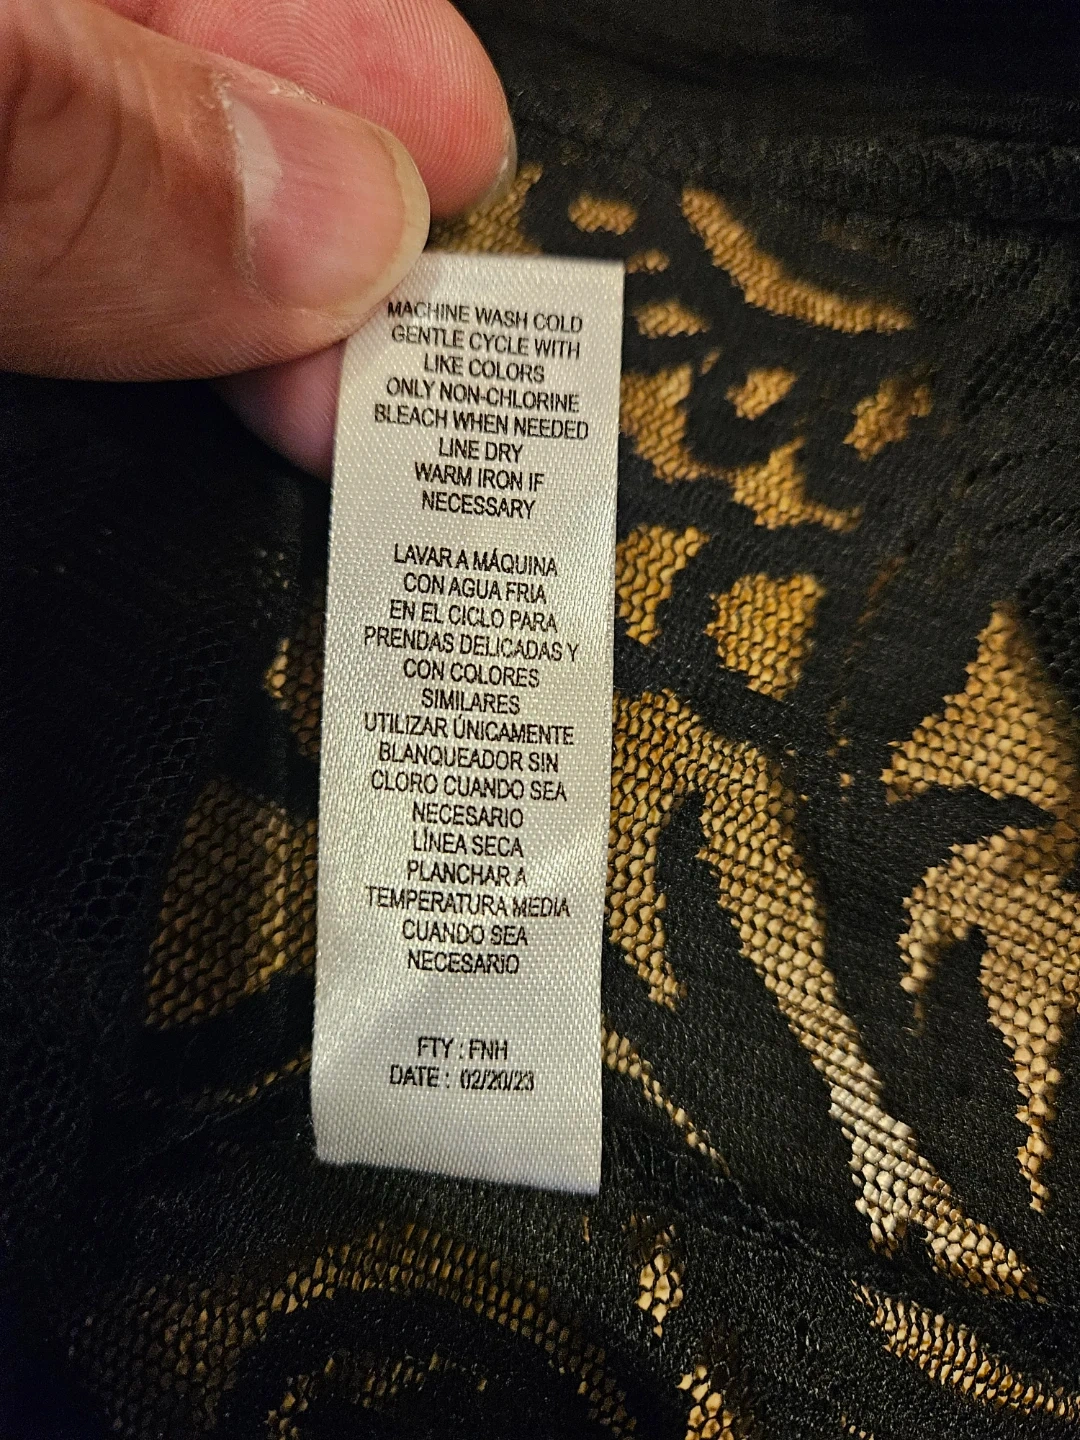 MACHINE WASH COLD
GENTLE CYCLE WITH
LIKE COLORS
ONLY NON-CHLORINE
BLEACH WHEN NEEDED
LINE DRY
WARM IRON IF
NECESSARY
LAVAR A MÁQUINA
CON AGUA FRIA
EN EL CICLO PARA
PRENDAS DELICADAS Y
CON COLORES
SIMILARES
UTILIZAR ÚNICAMENTE
BLANQUEADOR SIN
CLORO CUANDO SEA
NECESARIO
LÍNEA SECA
PLANCHAR A
TEMPERATURA MEDIA
CUANDO SEA
NECESARIO
FTY : FNH
DATE : 02/20/23